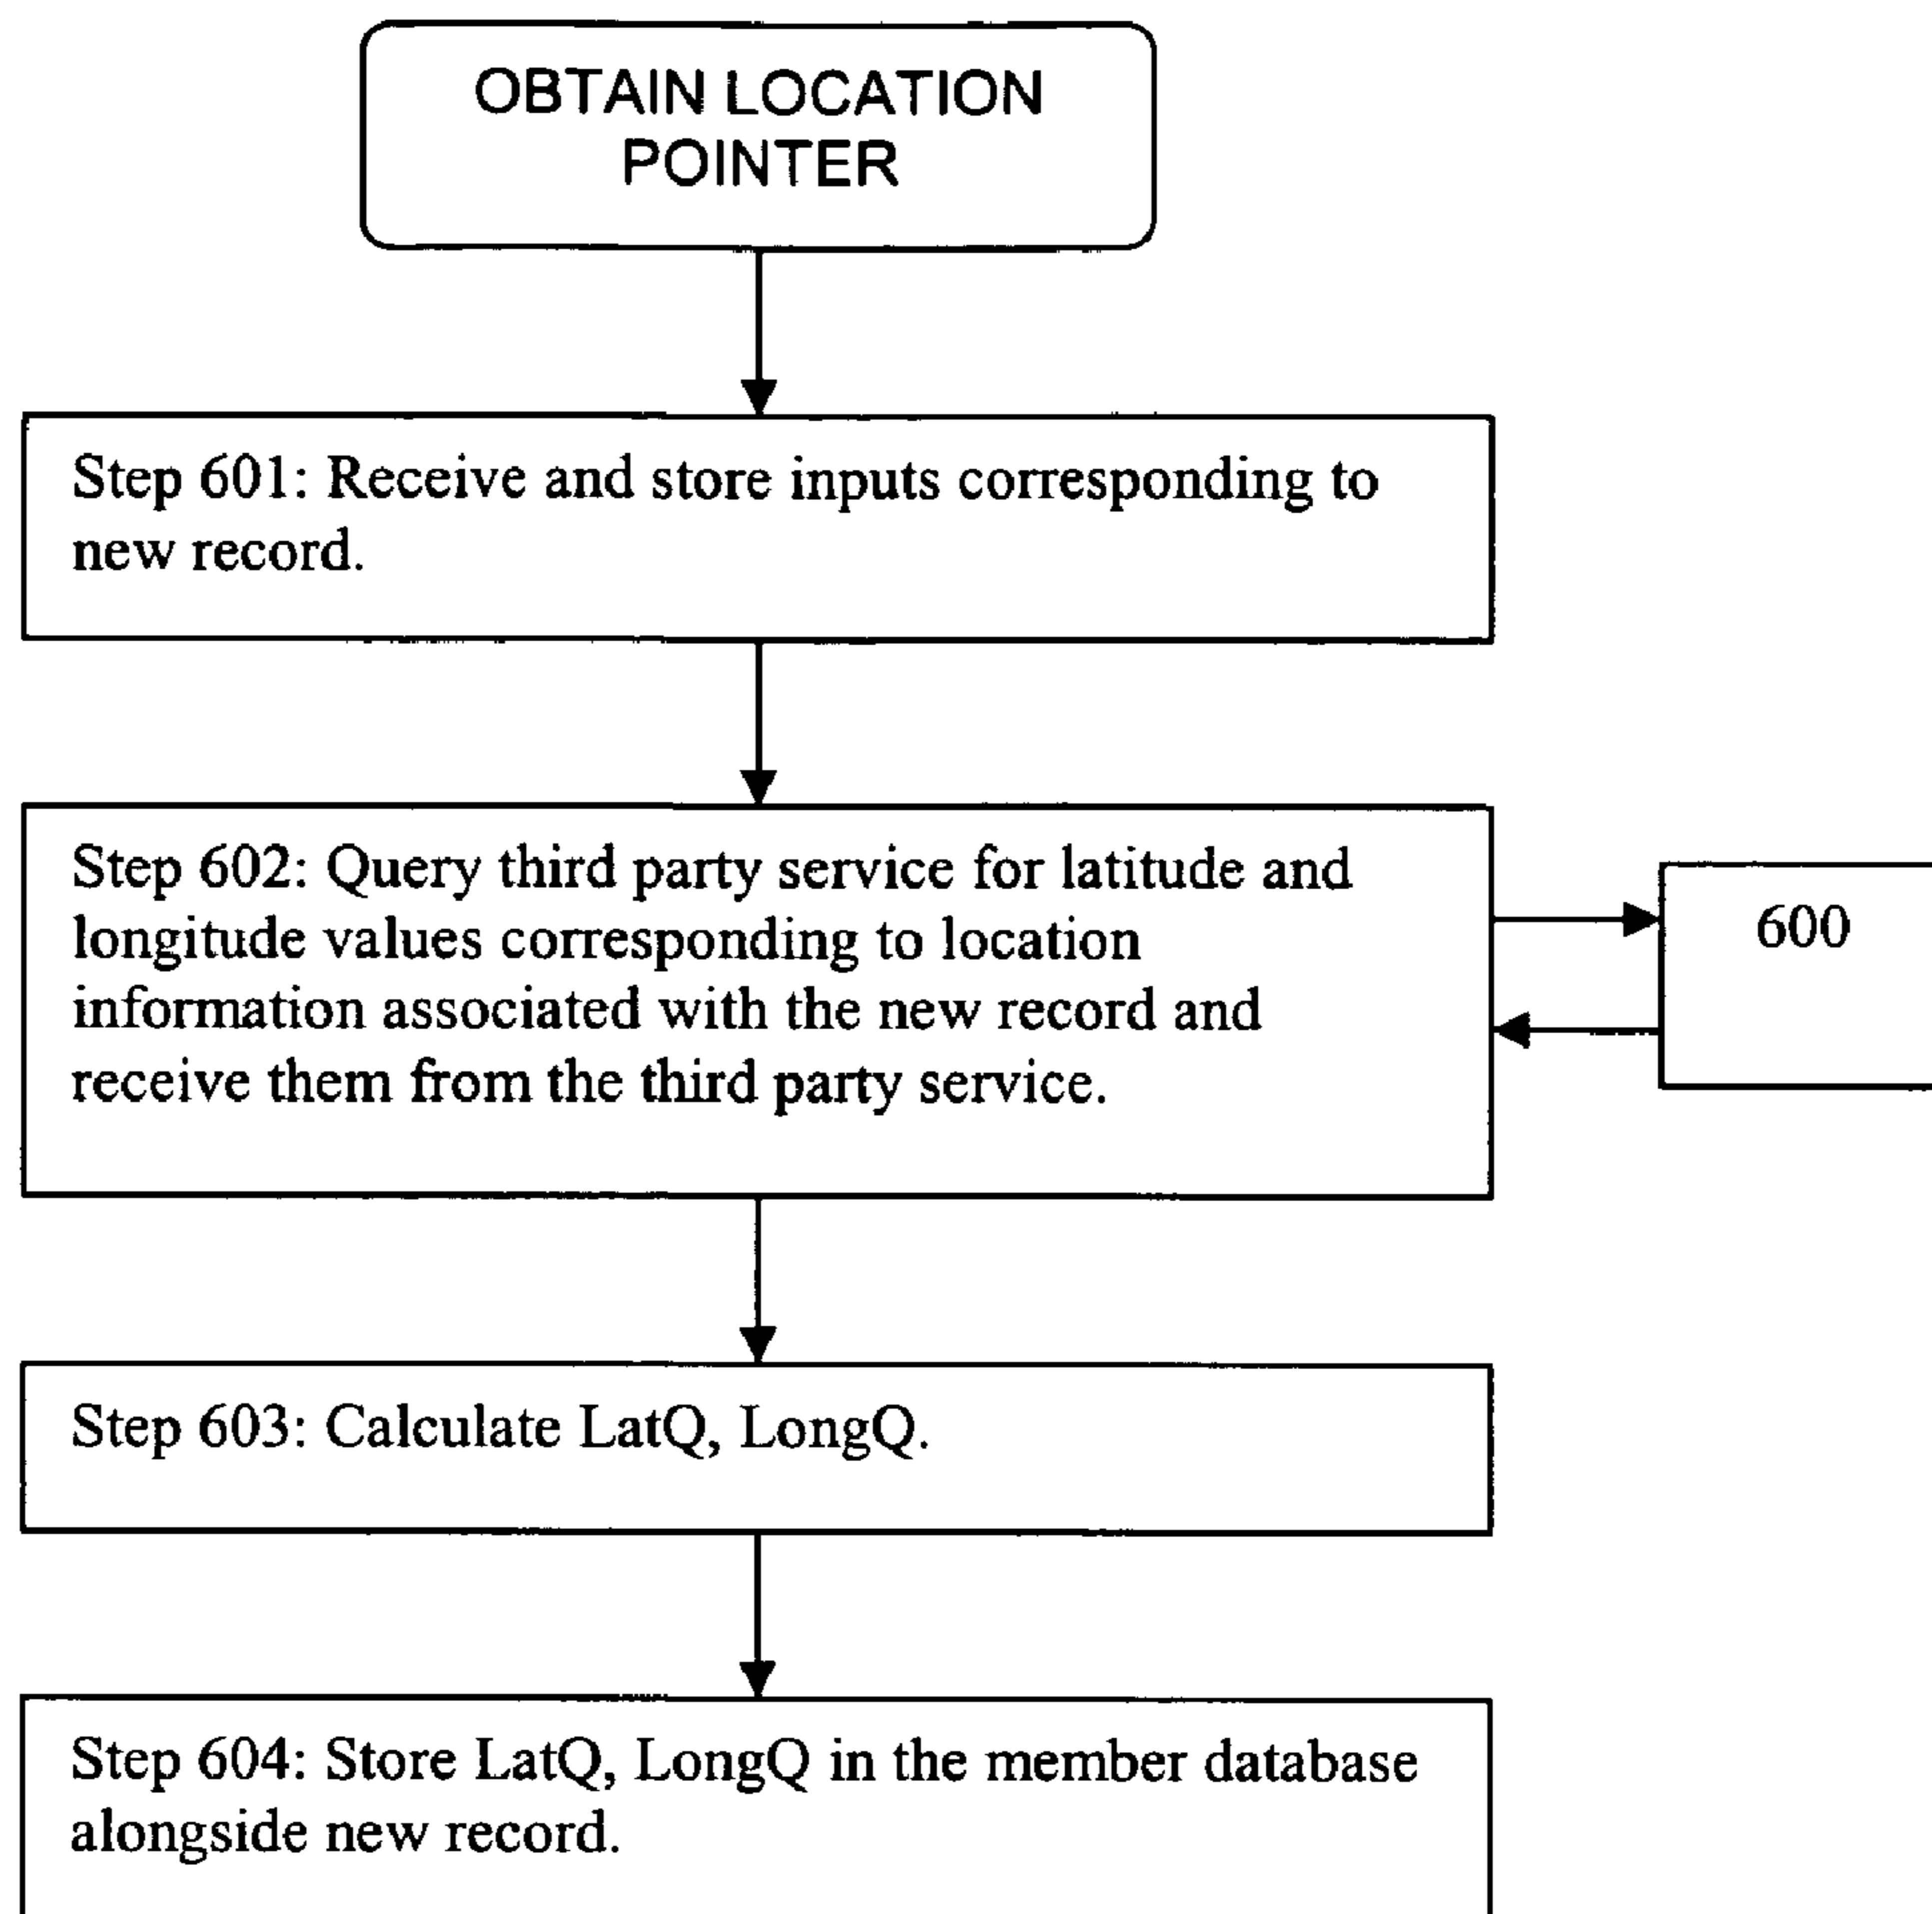 OBTAIN LOCATION
POINTER
Step 601: Receive and store inputs corresponding to
new record.
Step 602: Query third party service for latitude and
longitude values corresponding to location
information associated with the new record and
receive them from the third party service.
600
Step 603: Calculate LatQ, LongQ.
Step 604: Store LatQ, LongQ in the member database
alongside new record.